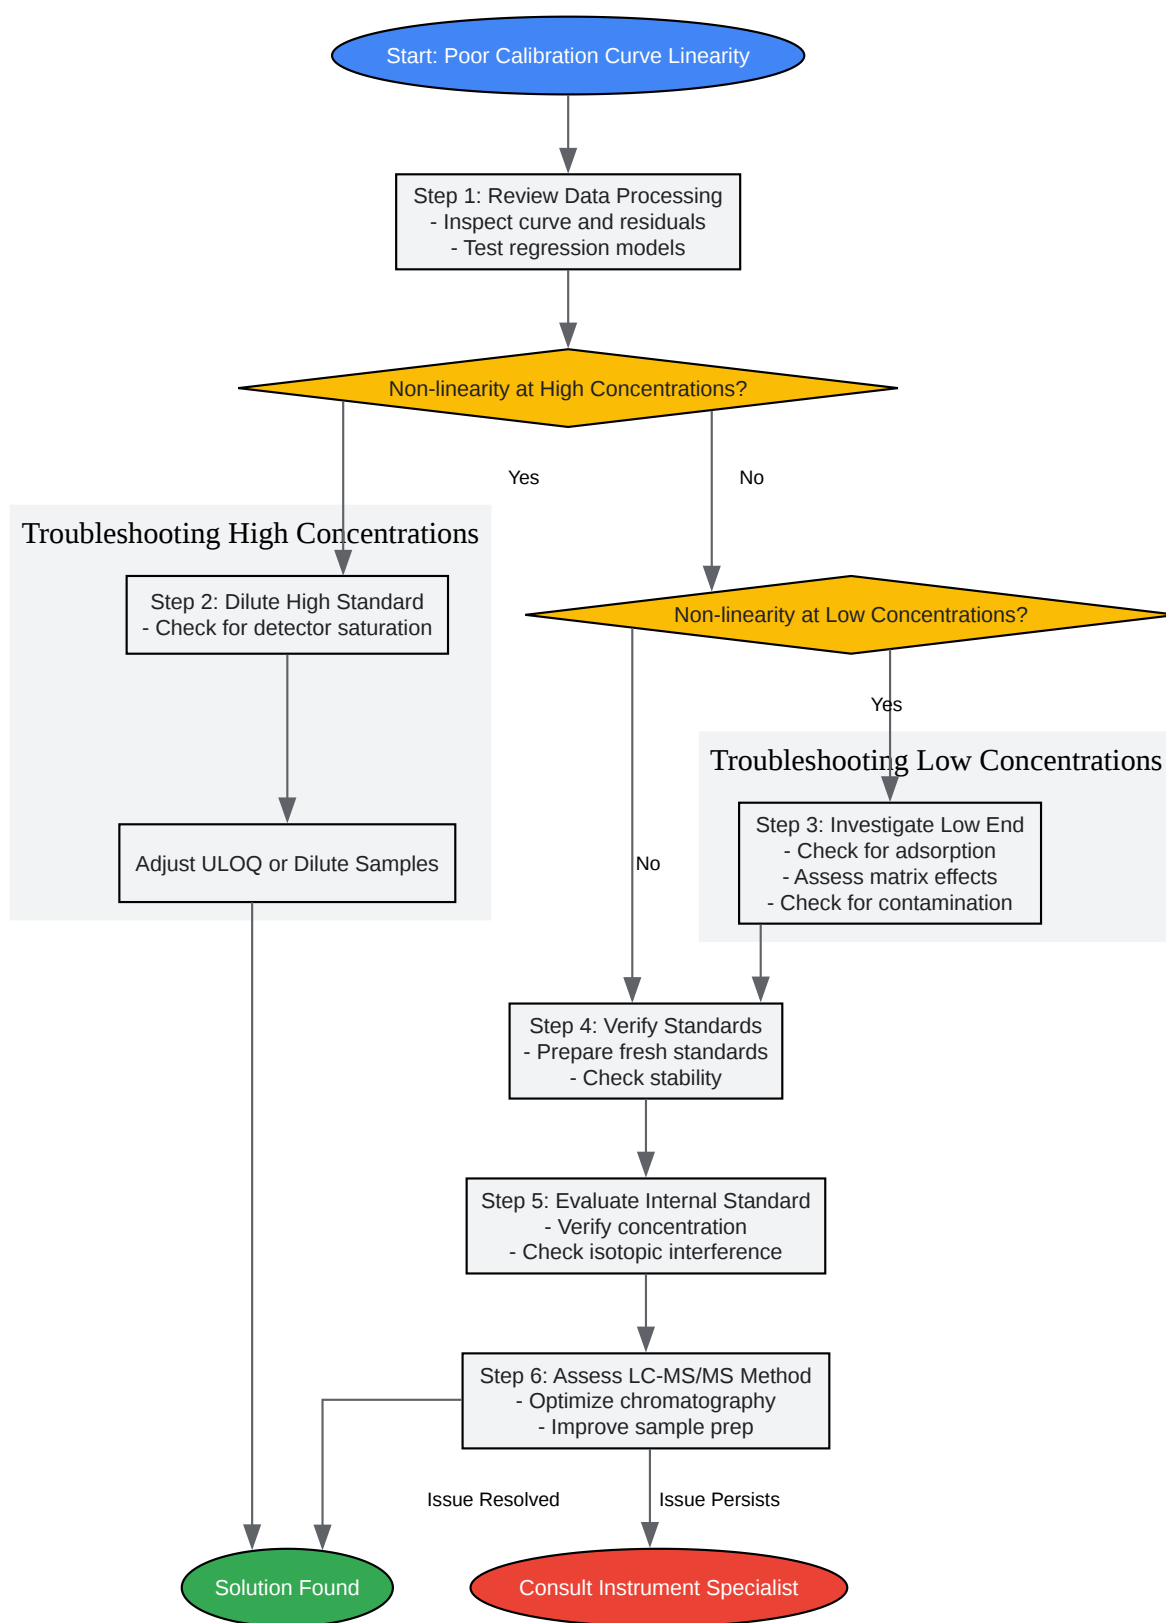 Start: Poor Calibration Curve Linearity
Step 1: Review Data Processing
- Inspect curve and residuals
- Test regression models
Non-linearity at High Concentrations?
Yes
No
Troubleshooting High Concentrations
Step 2: Dilute High Standard
- Check for detector saturation
Non-linearity at Low Concentrations?
Yes
Troubleshooting Low Concentrations
Step 3: Investigate Low End
- Check for adsorption
- Assess matrix effects
- Check for contamination
Adjust ULOQ or Dilute Samples
No
Step 4: Verify Standards
- Prepare fresh standards
- Check stability
Step 5: Evaluate Internal Standard
- Verify concentration
- Check isotopic interference
Step 6: Assess LC-MS/MS Method
- Optimize chromatography
- Improve sample prep
Issue Resolved
Issue Persists
Solution Found
Consult Instrument Specialist